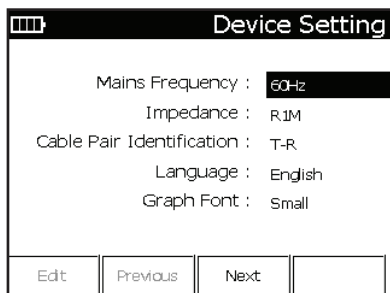 Device Setting
Mains Frequency : 60Hz
Impedance : R1M
Cable Pair Identification : T-R
Language : English
Graph Font : Small
Edit Previous Next